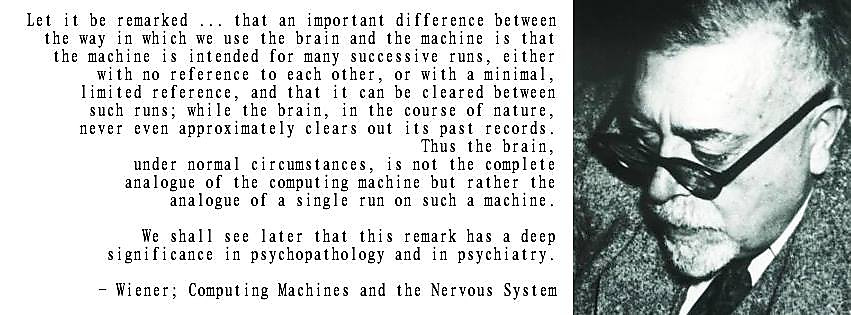 Let it be remarked ... that an important difference between
the way in which we use the brain and the machine is that
the machine is intended for many successive runs, either
with no reference to each other, or with a minimal,
limited reference, and that it can be cleared between
such runs; while the brain, in the course of nature,
never even approximately clears out its past records.
Thus the brain,
under normal circumstances, is not the complete
analogue of the computing machine but rather the
analogue of a single run on such a machine.
We shall see later that this remark has a deep
significance in psychopathology and in psychiatry.
– Wiener; Computing Machines and the Nervous System